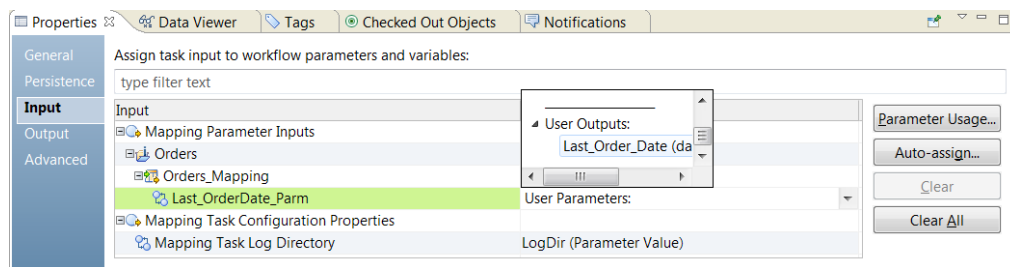 Properties Data Viewer Tags Checked Out Objects Notifications
General
Persistence
Input
Output
Advanced
Assign task input to workflow parameters and variables:
type filter text
Input
User Outputs:
Last_Order_Date (da
Mapping Parameter Inputs
Orders
Orders_Mapping
Last_OrderDate_Parm User Parameters:
Mapping Task Configuration Properties
Mapping Task Log Directory LogDir (Parameter Value)
Parameter Usage...
Auto-assign...
Clear
Clear All